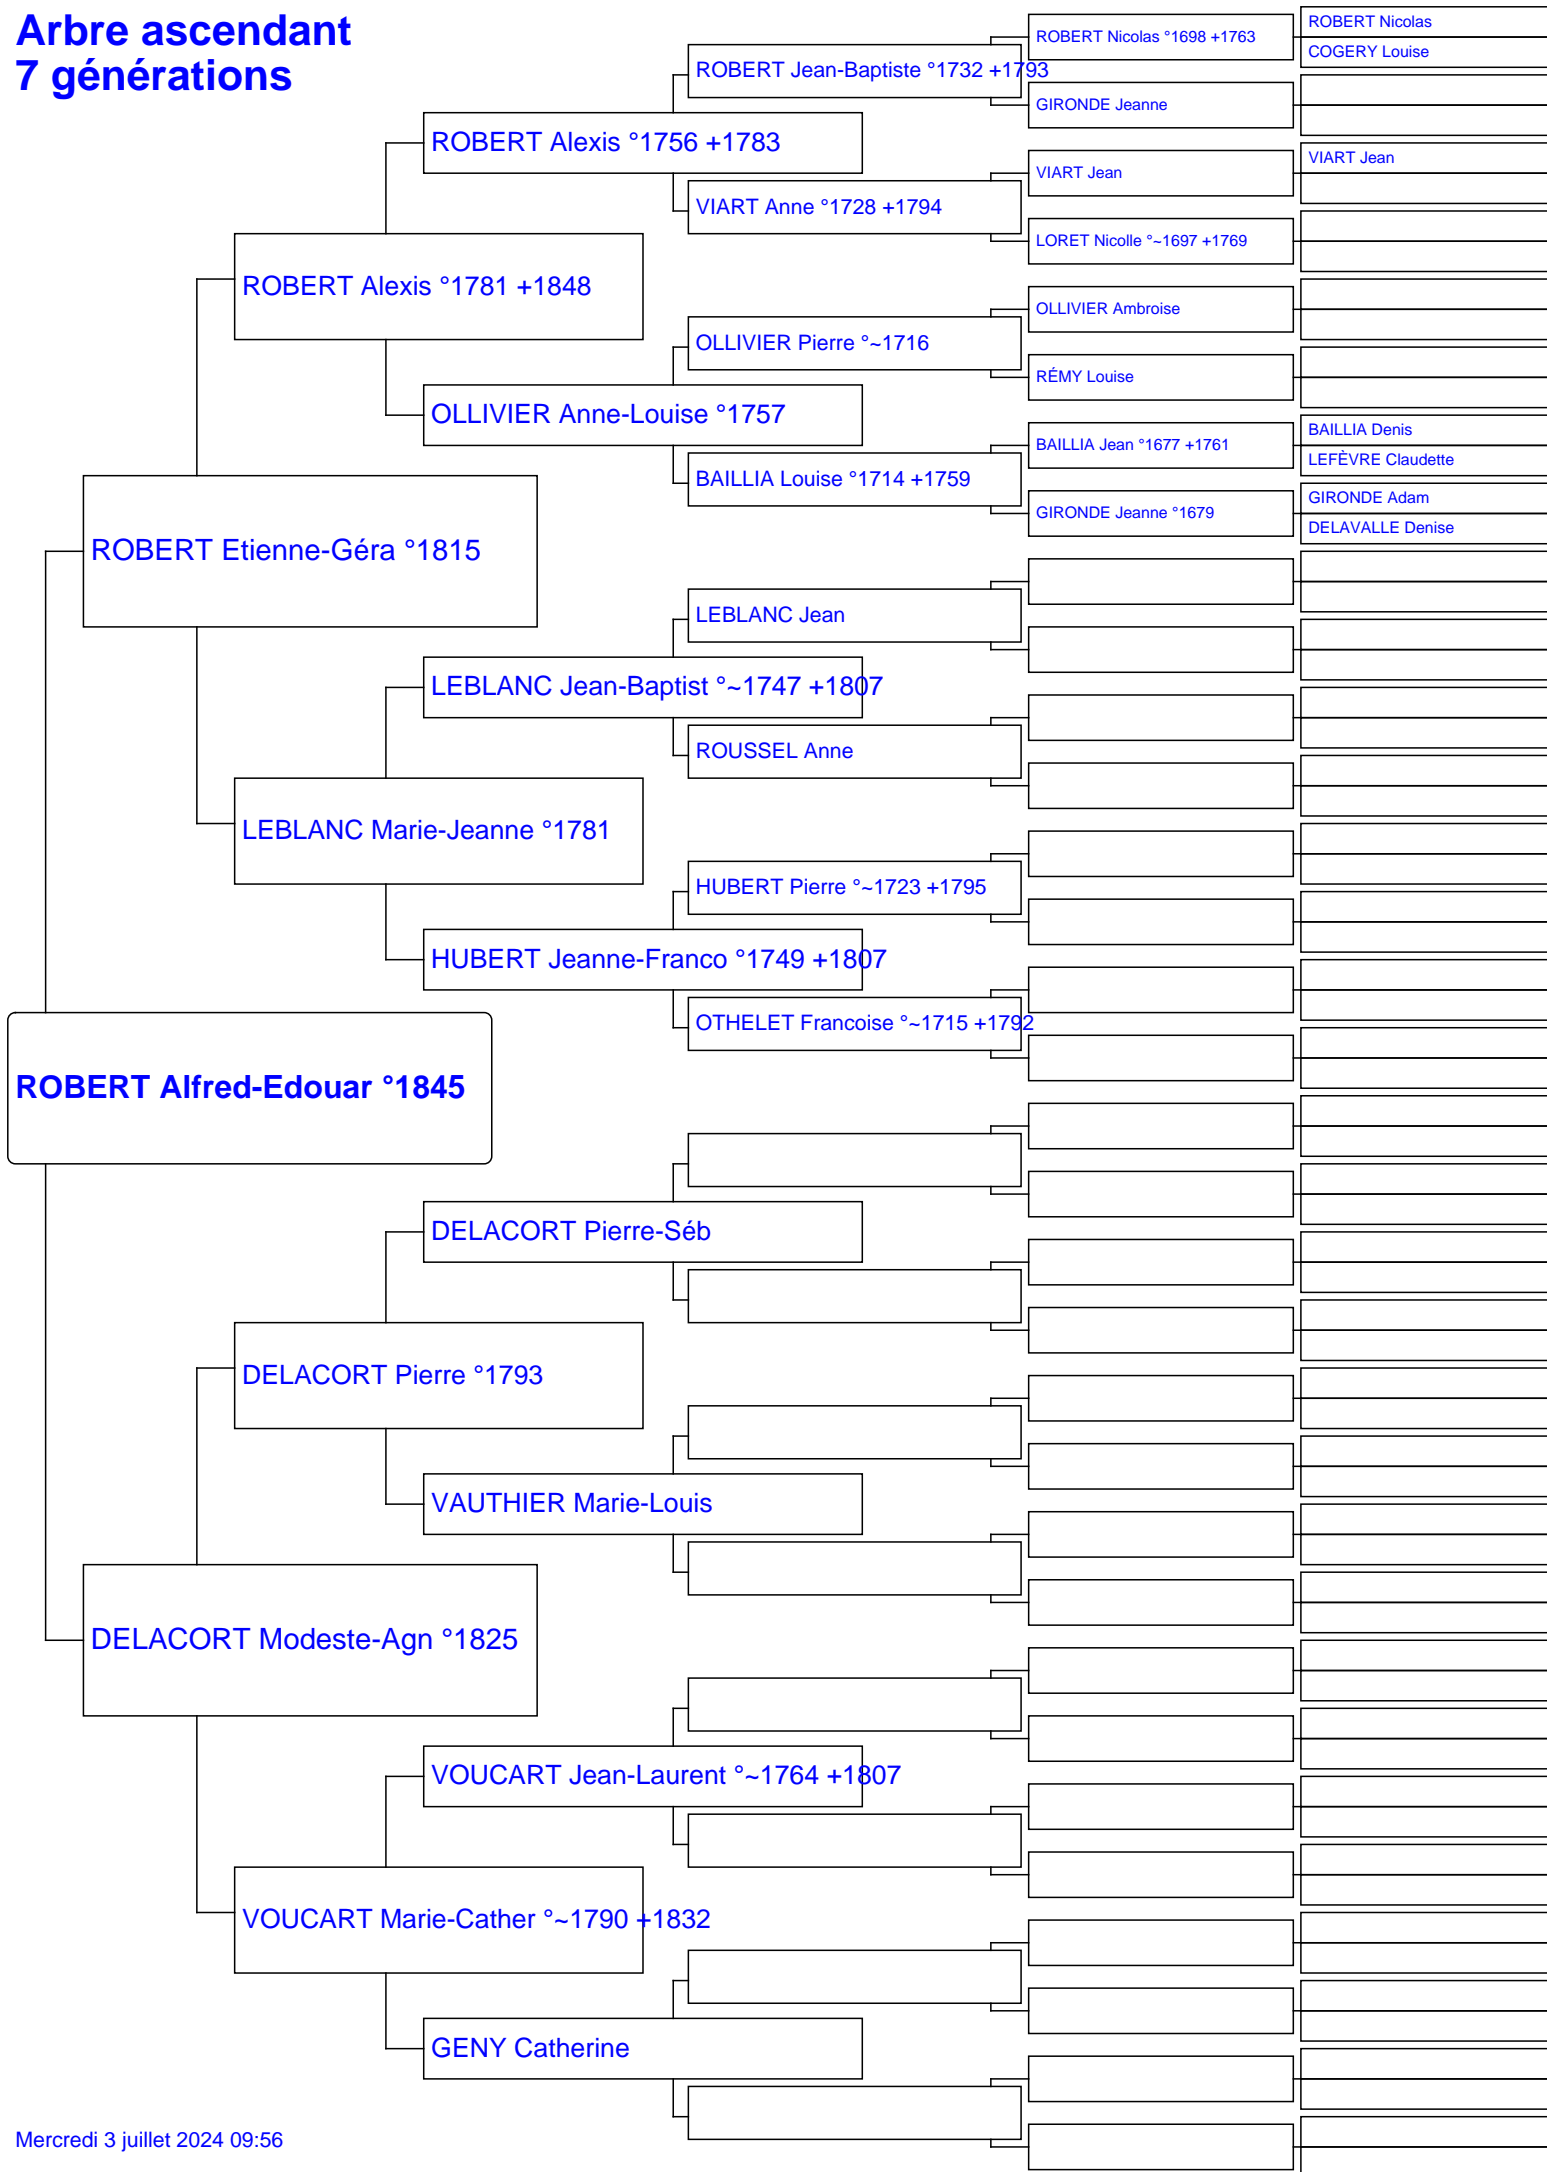 Arbre ascendant
7 générations
ROBERT Nicolas
ROBERT Nicolas °1698 +1763
COGERY Louise
ROBERT Jean-Baptiste °1732 +1793
GIRONDE Jeanne
ROBERT Alexis °1756 +1783
VIART Jean
VIART Jean
VIART Anne °1728 +1794
LORET Nicolle °~1697 +1769
ROBERT Alexis °1781 +1848
OLLIVIER Ambroise
OLLIVIER Pierre °~1716
RÉMY Louise
OLLIVIER Anne-Louise °1757
BAILLIA Denis
BAILLIA Jean °1677 +1761
LEFÈVRE Claudette
BAILLIA Louise °1714 +1759
GIRONDE Adam
GIRONDE Jeanne °1679
DELAVALLE Denise
ROBERT Etienne-Géra °1815
LEBLANC Jean
LEBLANC Jean-Baptist °~1747 +1807
ROUSSEL Anne
LEBLANC Marie-Jeanne °1781
HUBERT Pierre °~1723 +1795
HUBERT Jeanne-Franco °1749 +1807
OTHELET Francoise °~1715 +1792
ROBERT Alfred-Edouar °1845
DELACORT Pierre-Séb
DELACORT Pierre °1793
VAUTHIER Marie-Louis
DELACORT Modeste-Agn °1825
VOUCART Jean-Laurent °~1764 +1807
VOUCART Marie-Cather °~1790 +1832
GENY Catherine
Mercredi 3 juillet 2024 09:56